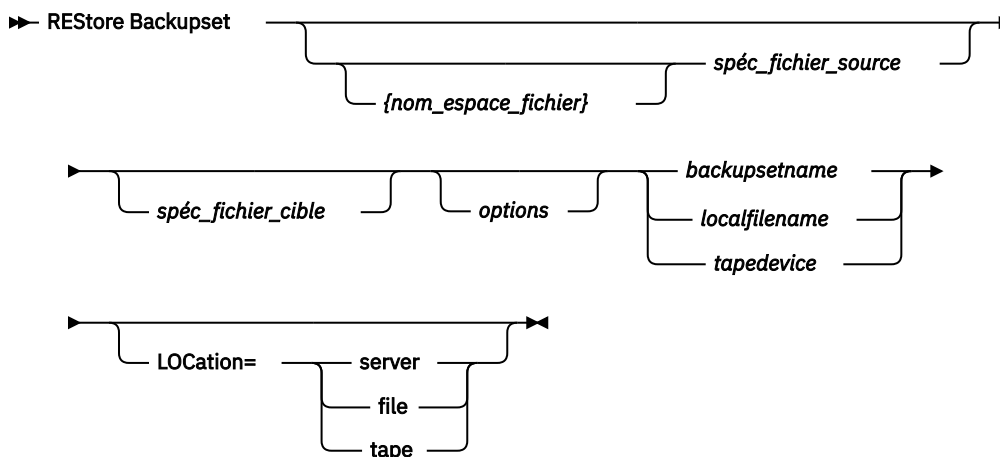 REStore Backupset
spéc_fichier_source
{nom_espace_fichier}
spéc_fichier_cible
options
backupsetname
localfilename
tapedevice
LOCation=
server
file
tape